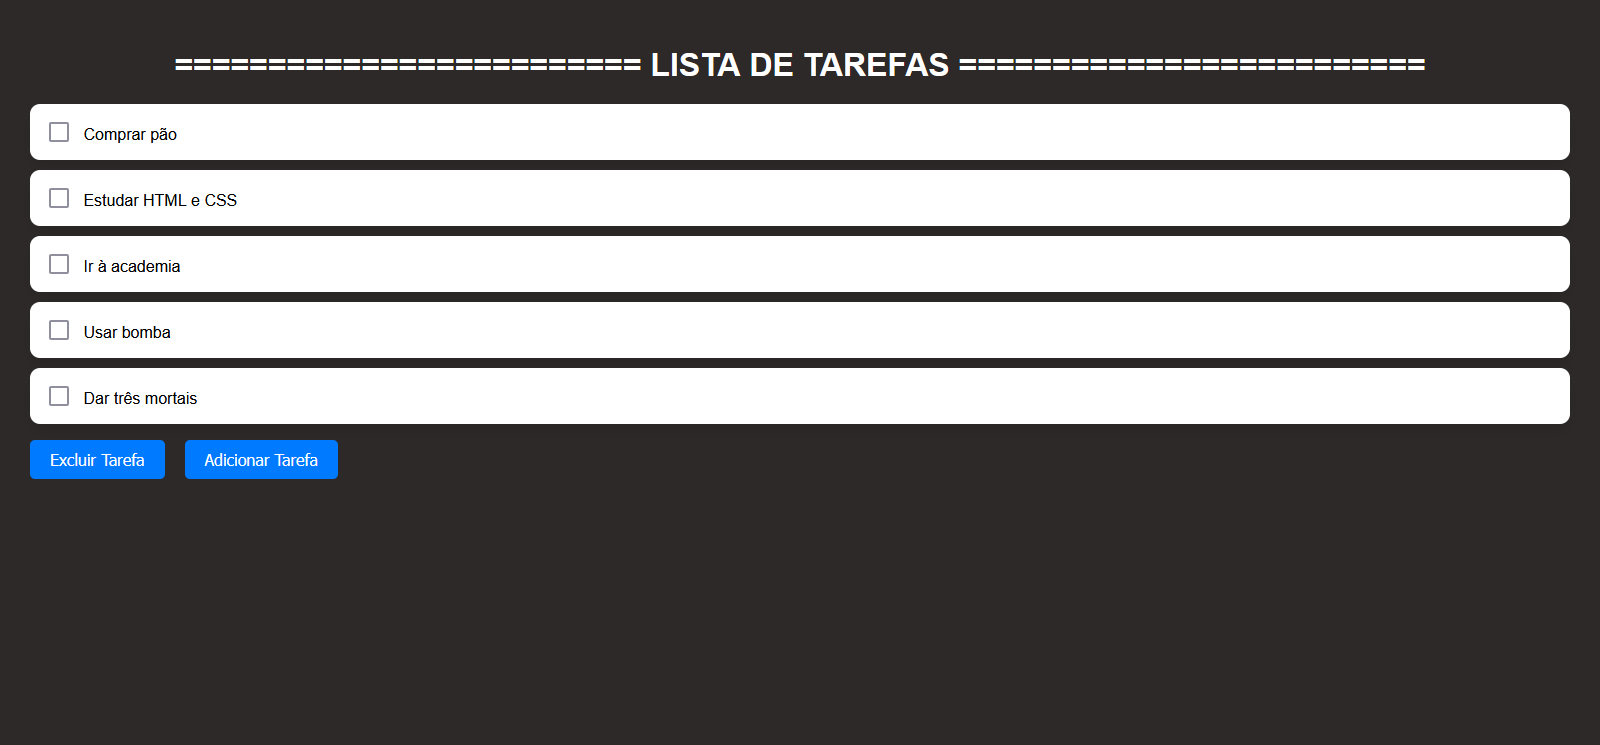 ========================= LISTA DE TAREFAS =========================
Comprar pão
Estudar HTML e CSS
Ir à academia
Usar bomba
Dar três mortais
Excluir Tarefa Adicionar Tarefa